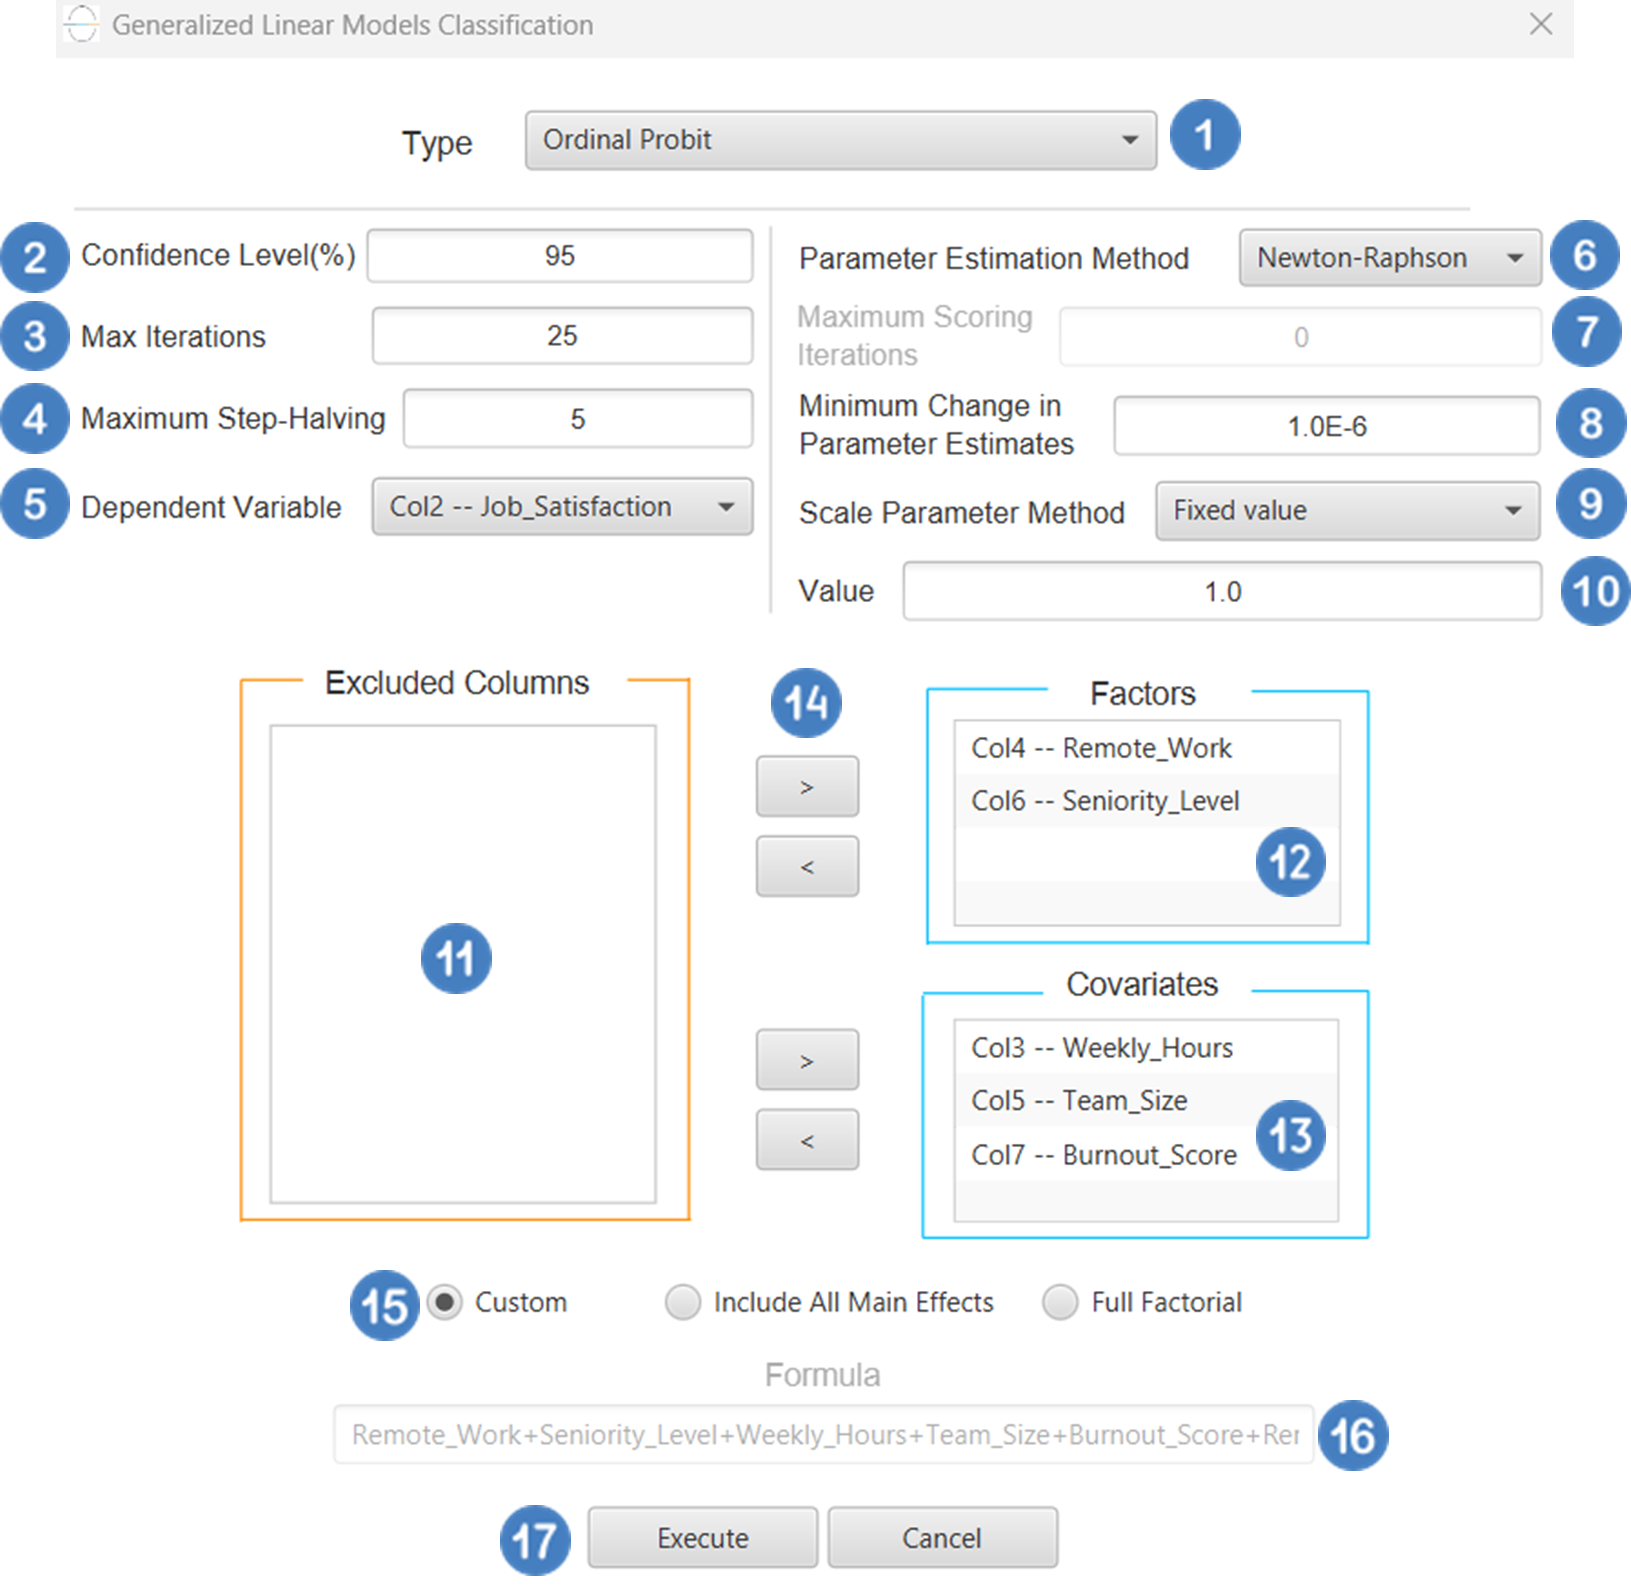 Generalized Linear Models Classification
Type Ordinal Probit 1
2 Confidence Level(%) 95
3 Max Iterations 25
4 Maximum Step-Halving 5
5 Dependent Variable Col2 -- Job_Satisfaction
Parameter Estimation Method Newton-Raphson 6
Maximum Scoring
Iterations 0 7
Minimum Change in
Parameter Estimates 1.0E-6 8
Scale Parameter Method Fixed value 9
Value 1.0 10
Excluded Columns
11
14
>
<
>
<
Factors
Col4 -- Remote_Work
Col6 -- Seniority_Level
12
Covariates
Col3 -- Weekly_Hours
Col5 -- Team_Size
Col7 -- Burnout_Score
13
15 Custom Include All Main Effects Full Factorial
Formula
Remote_Work+Seniority_Level+Weekly_Hours+Team_Size+Burnout_Score+Rer 16
17 Execute Cancel